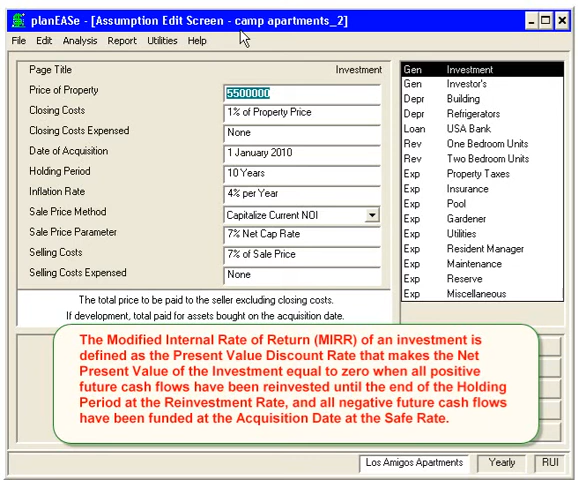 planEASe - [Assumption Edit Screen - camp apartments_2]
File Edit Analysis Report Utilities Help
Page Title Investment
Price of Property 5500000
Closing Costs 1% of Property Price
Closing Costs Expensed None
Date of Acquisition 1 January 2010
Holding Period 10 Years
Inflation Rate 4% per Year
Sale Price Method Capitalize Current NOI
Sale Price Parameter 7% Net Cap Rate
Selling Costs 7% of Sale Price
Selling Costs Expensed None
Gen Investment
Gen Investor's
Depr Building
Depr Refrigerators
Loan USA Bank
Rev One Bedroom Units
Rev Two Bedroom Units
Exp Property Taxes
Exp Insurance
Exp Pool
Exp Gardener
Exp Utilities
Exp Resident Manager
Exp Maintenance
Exp Reserve
Exp Miscellaneous
The total price to be paid to the seller excluding closing costs.
If development, total paid for assets bought on the acquisition date.
The Modified Internal Rate of Return (MIRR) of an investment is
defined as the Present Value Discount Rate that makes the Net
Present Value of the Investment equal to zero when all positive
future cash flows have been reinvested until the end of the Holding
Period at the Reinvestment Rate, and all negative future cash flows
have been funded at the Acquisition Date at the Safe Rate.
Los Amigos Apartments Yearly RUI